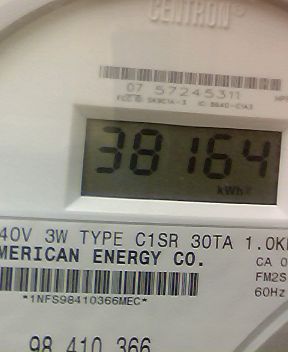 CENTRON®
07 57245311
38164
kWh
40V 3W TYPE C1SR 30TA 1.0K
MERICAN ENERGY CO.
CA 0
FM2S
60Hz
*1NFS98410366MEC*
98 410 366